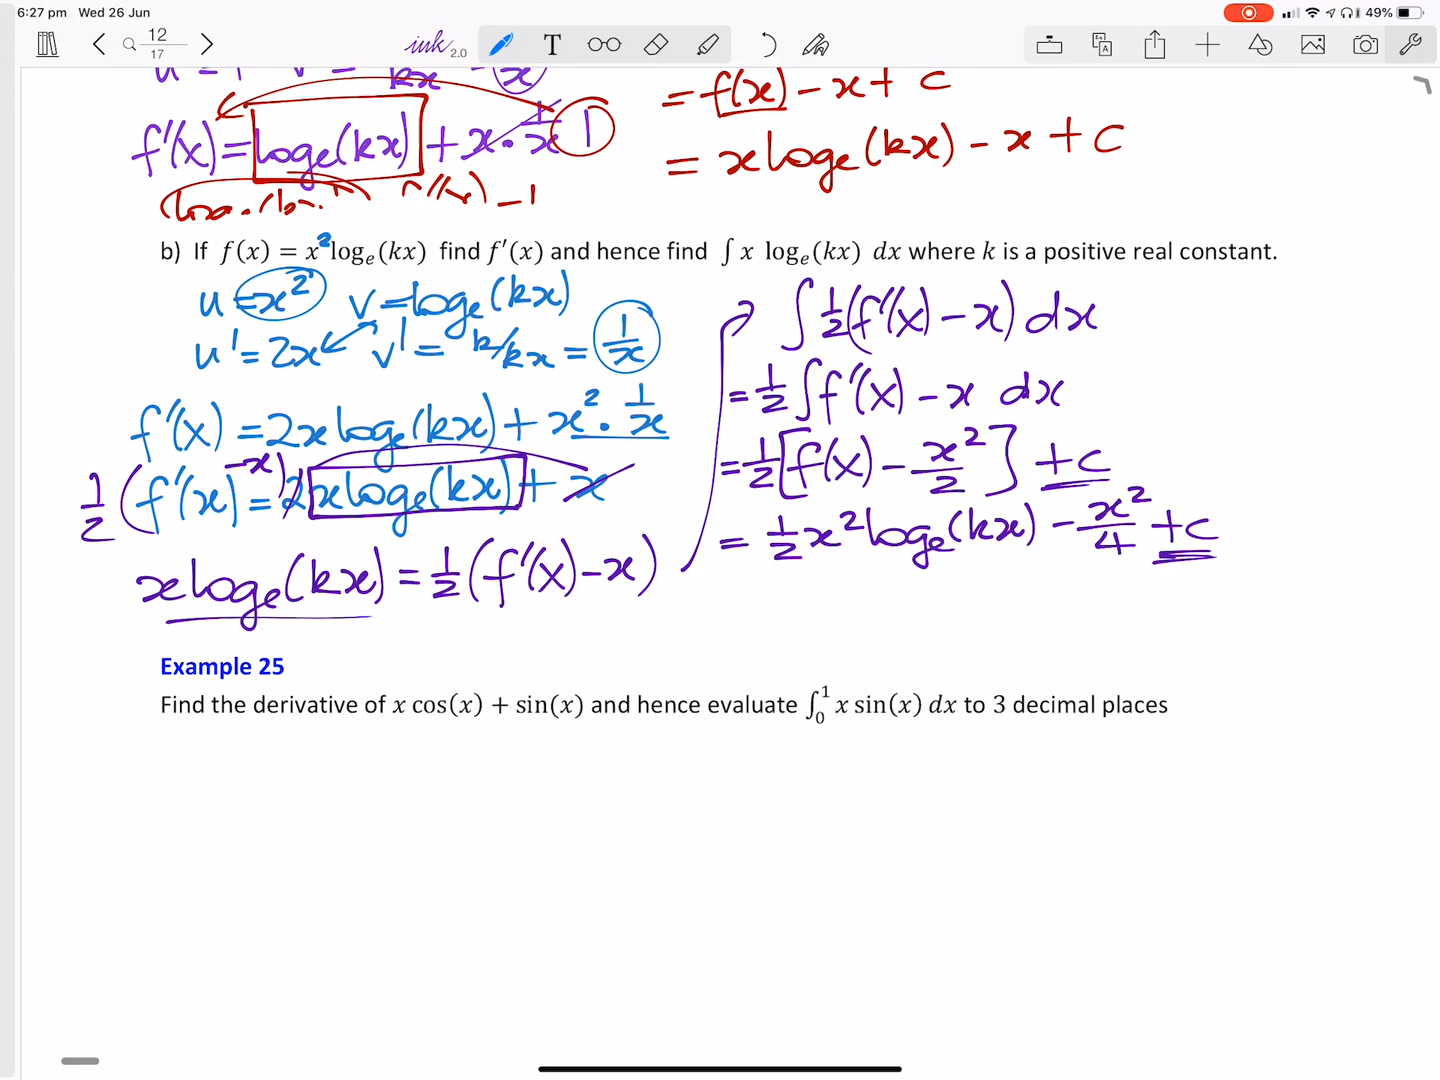 6:27 pm Wed 26 Jun 49%
12
17
ink 2.0 T
= f(x) - x + c
f'(x) = logₑ(kx) + x · 1/x 1
= x logₑ(kx) - x + c
b) If f(x) = x² logₑ(kx) find f′(x) and hence find ∫ x logₑ(kx) dx where k is a positive real constant.
u = x² v = logₑ(kx)
u' = 2x v' = k/kx = 1/x
f'(x) = 2x logₑ(kx) + x² · 1/x
1/2 (f'(x) - x) = 2x logₑ(kx) + x
x logₑ(kx) = 1/2 (f'(x) - x)
∫ 1/2 (f'(x) - x) dx
= 1/2 ∫ f'(x) - x dx
= 1/2 [f(x) - x²/2] + c
= 1/2 x² logₑ(kx) - x²/4 + c
Example 25
Find the derivative of x cos(x) + sin(x) and hence evaluate ∫₀¹ x sin(x) dx to 3 decimal places